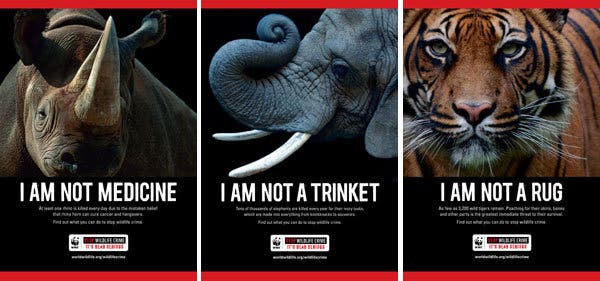 I AM NOT MEDICINE
At least one rhino is killed every day due to the mistaken belief
that rhino horn can cure cancer and hangovers.
Find out what you can do to stop wildlife crime.
WWF
STOP WILDLIFE CRIME
IT'S DEAD SERIOUS
worldwildlife.org/wildlifecrime
I AM NOT A TRINKET
Tens of thousands of elephants are killed every year for their ivory tusks,
which are made into everything from knickknacks to souvenirs.
Find out what you can do to stop wildlife crime.
WWF
STOP WILDLIFE CRIME
IT'S DEAD SERIOUS
worldwildlife.org/wildlifecrime
I AM NOT A RUG
As few as 3,200 wild tigers remain. Poaching for their skins, bones
and other parts is the greatest immediate threat to their survival.
Find out what you can do to stop wildlife crime.
WWF
STOP WILDLIFE CRIME
IT'S DEAD SERIOUS
worldwildlife.org/wildlifecrime